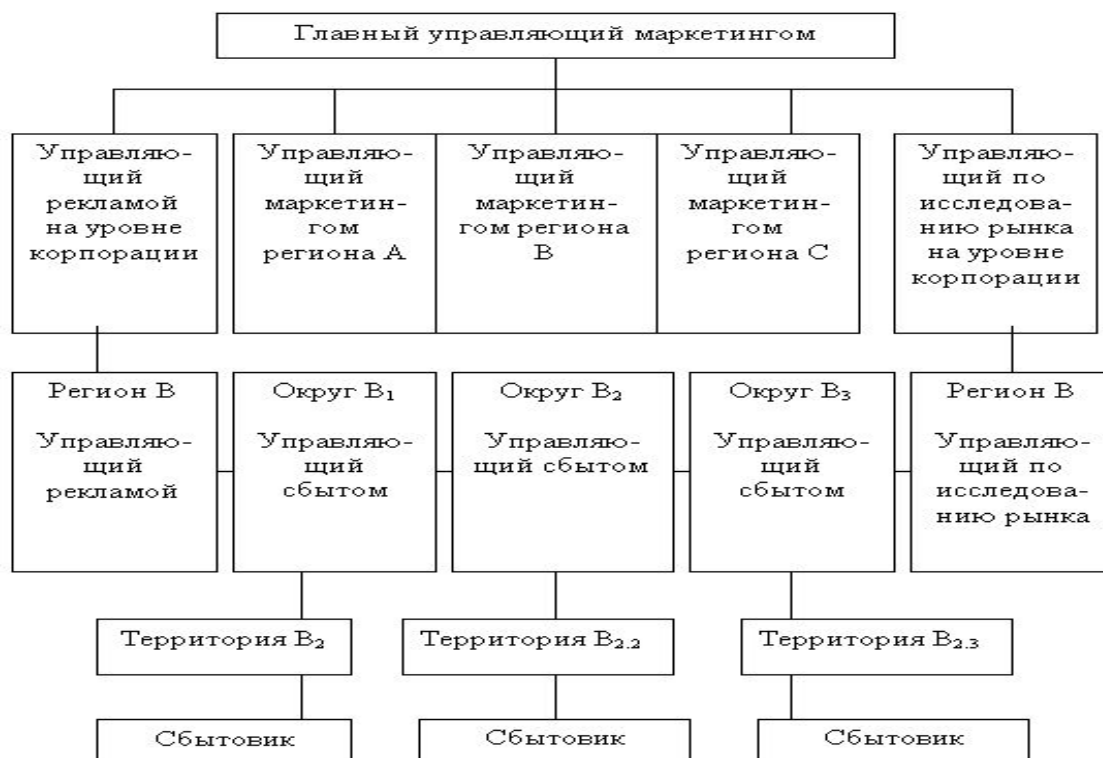 Главный управляющий маркетингом
Управляю-
щий
рекламой
на уровне
корпорации
Управляю-
щий
маркетин-
гом
региона А
Управляю-
щий
маркетин-
гом региона
В
Управляю-
щий
маркетин-
гом
региона С
Управляю-
щий по
исследова-
нию рынка
на уровне
корпорации
Регион В
Управляю-
щий
рекламой
Округ В₁
Управляю-
щий
сбытом
Округ В₂
Управляю-
щий сбытом
Округ В₃
Управляю-
щий
сбытом
Регион В
Управляю-
щий по
исследова-
нию рынка
Территория В₂
Территория В₂.₂
Территория В₂.₃
Сбытовик
Сбытовик
Сбытовик